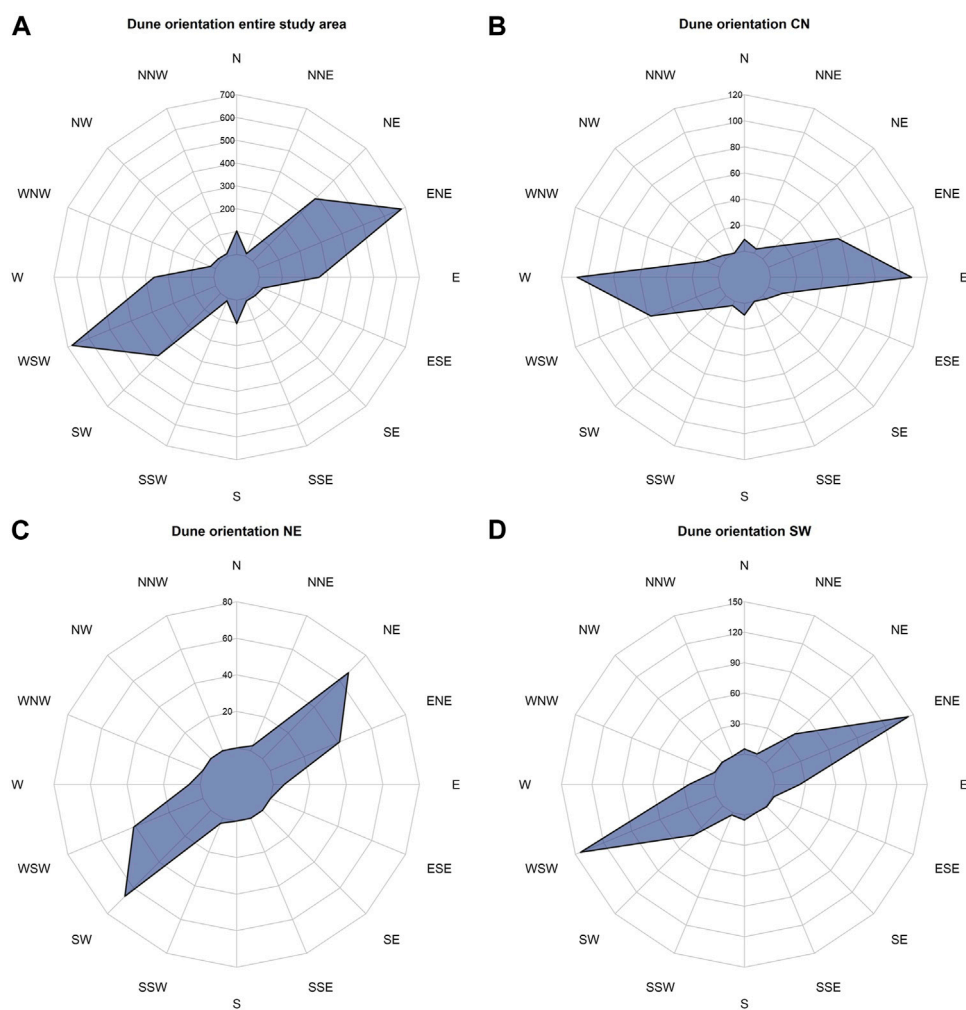 A
Dune orientation entire study area
N
NNW
NNE
NW
NE
WNW
ENE
W
E
WSW
ESE
SW
SE
SSW
SSE
S
700
600
500
400
300
200
B
Dune orientation CN
N
NNW
NNE
NW
NE
WNW
ENE
W
E
WSW
ESE
SW
SE
SSW
SSE
S
120
100
80
60
40
20
C
Dune orientation NE
N
NNW
NNE
NW
NE
WNW
ENE
W
E
WSW
ESE
SW
SE
SSW
SSE
S
80
60
40
20
D
Dune orientation SW
N
NNW
NNE
NW
NE
WNW
ENE
W
E
WSW
ESE
SW
SE
SSW
SSE
S
150
120
90
60
30